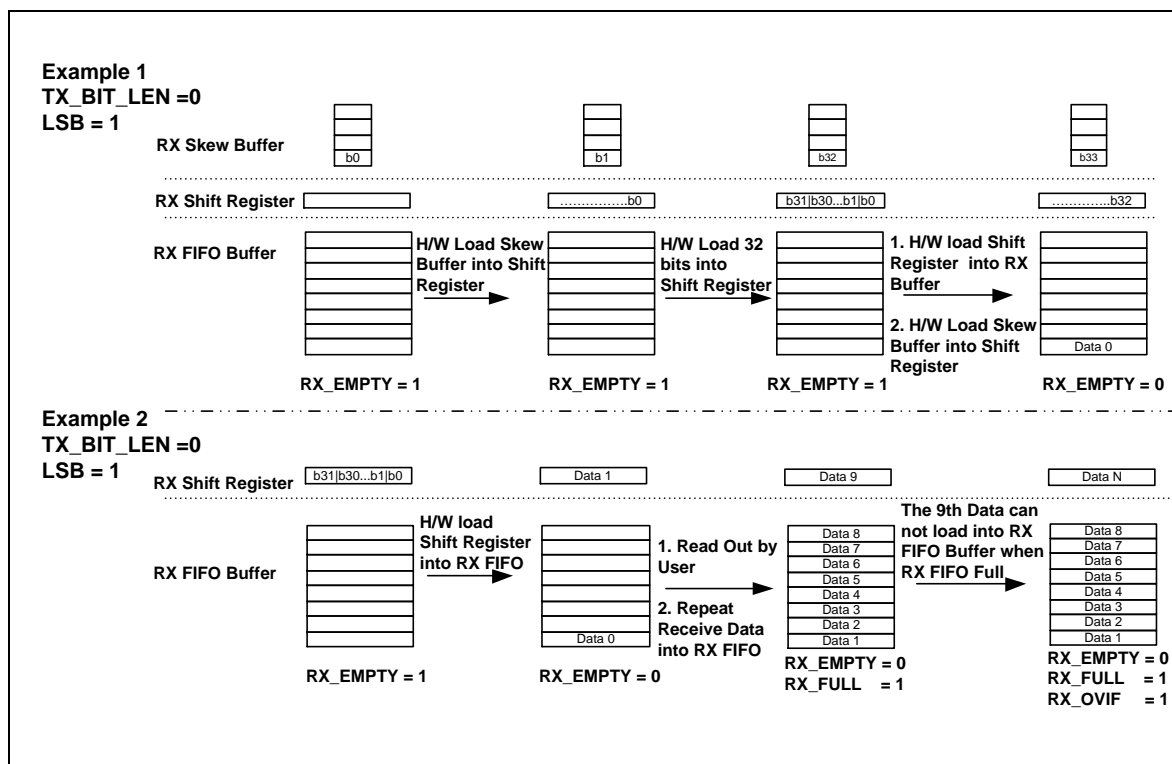 Example 1
TX_BIT_LEN =0
LSB = 1
RX Skew Buffer
b0
b1
b32
b33
RX Shift Register
.................b0
b31|b30...b1|b0
..............b32
RX FIFO Buffer
H/W Load Skew
Buffer into Shift
Register
H/W Load 32
bits into
Shift Register
1. H/W load Shift
Register into RX
Buffer
2. H/W Load Skew
Buffer into Shift
Register
Data 0
RX_EMPTY = 1
RX_EMPTY = 1
RX_EMPTY = 1
RX_EMPTY = 0
Example 2
TX_BIT_LEN =0
LSB = 1
RX Shift Register
b31|b30...b1|b0
Data 1
Data 9
Data N
RX FIFO Buffer
H/W load
Shift Register
into RX FIFO
Data 0
1. Read Out by
User
2. Repeat
Receive Data
into RX FIFO
Data 8
Data 7
Data 6
Data 5
Data 4
Data 3
Data 2
Data 1
The 9th Data can
not load into RX
FIFO Buffer when
RX FIFO Full
Data 8
Data 7
Data 6
Data 5
Data 4
Data 3
Data 2
Data 1
RX_EMPTY = 1
RX_EMPTY = 0
RX_EMPTY = 0
RX_FULL = 1
RX_EMPTY = 0
RX_FULL = 1
RX_OVIF = 1